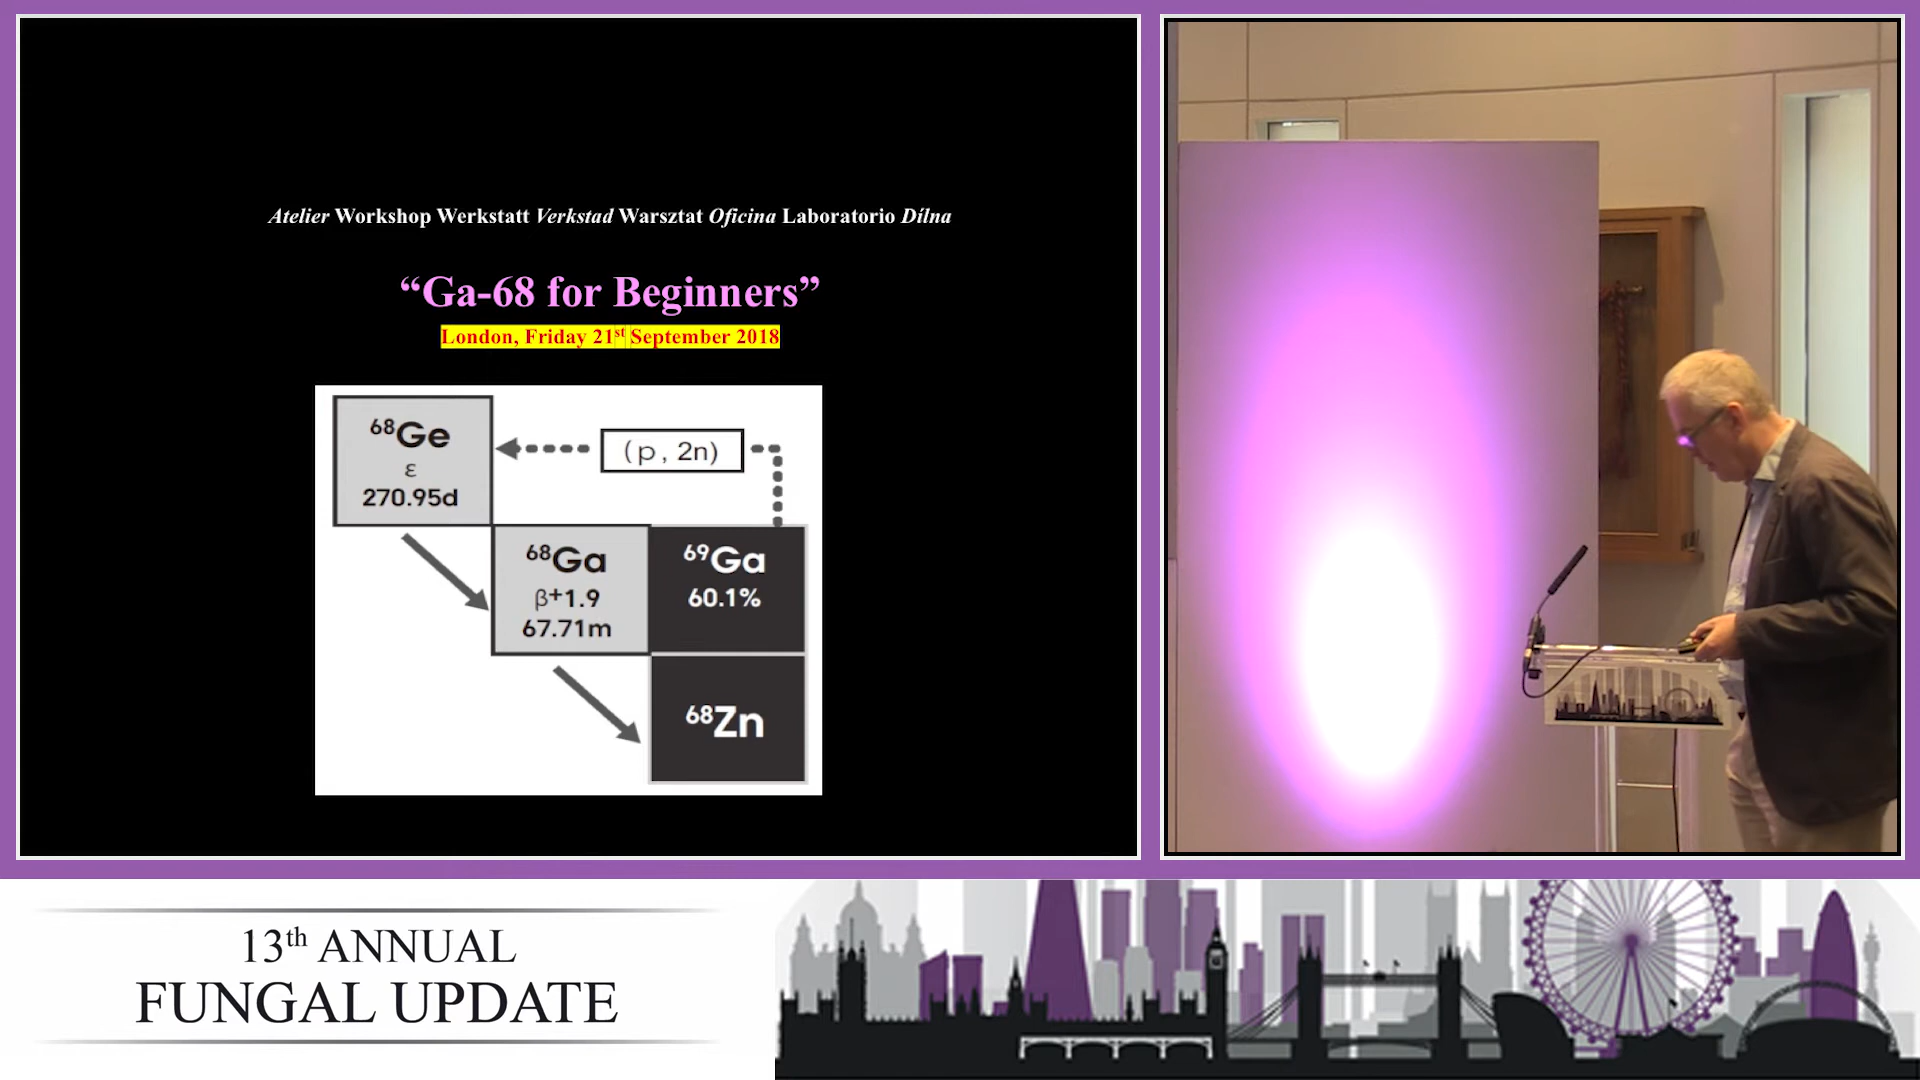 Atelier Workshop Werkstatt Verkstad Warsztat Oficina Laboratorio Dílna
“Ga-68 for Beginners”
London, Friday 21st September 2018
68Ge
ε
270.95d
(p, 2n)
68Ga
β+1.9
67.71m
69Ga
60.1%
68Zn
13th ANNUAL
FUNGAL UPDATE